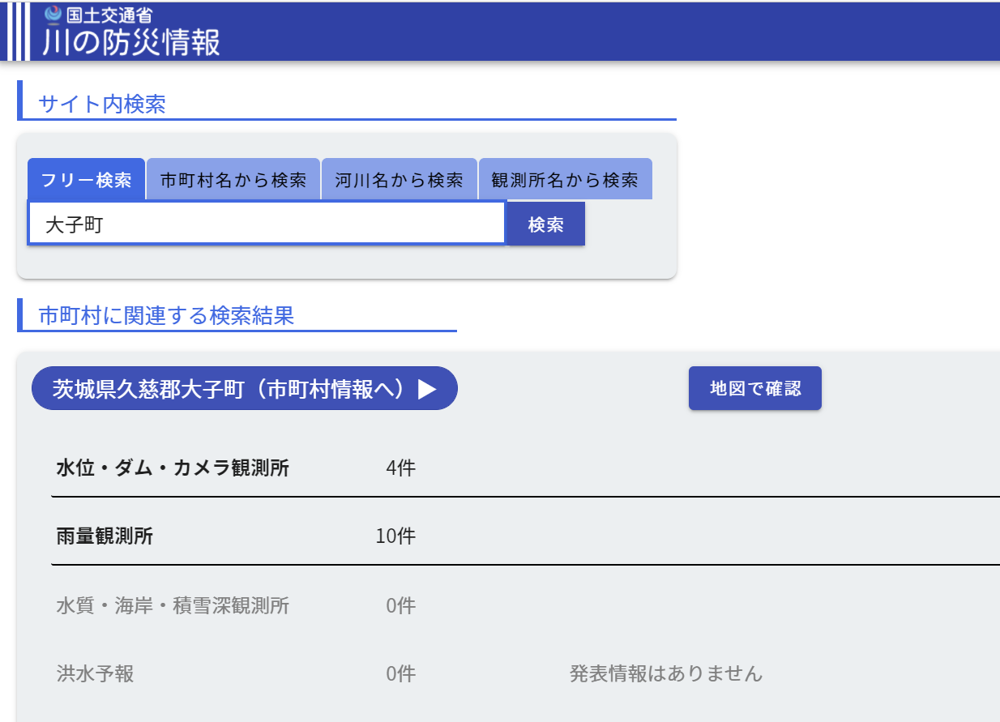 国土交通省
川の防災情報
サイト内検索
フリー検索 市町村名から検索 河川名から検索 観測所名から検索
大子町 検索
市町村に関連する検索結果
茨城県久慈郡大子町（市町村情報へ）▶ 地図で確認
水位・ダム・カメラ観測所 4件
雨量観測所 10件
水質・海岸・積雪深観測所 0件
洪水予報 0件 発表情報はありません